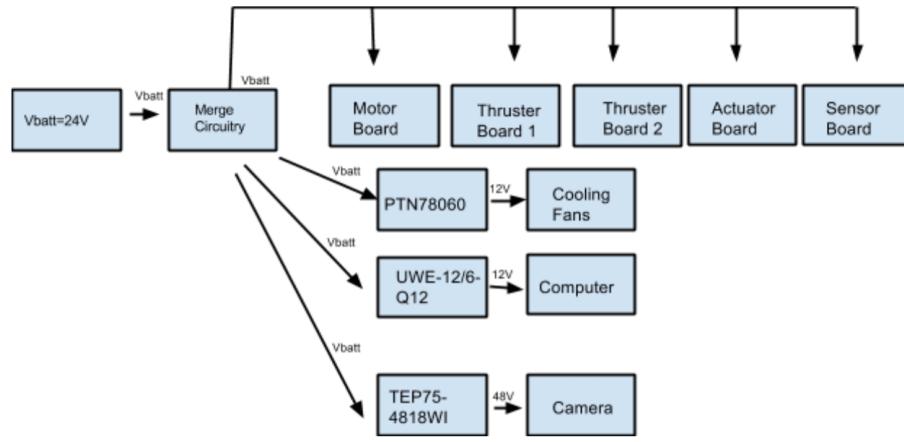 Vbatt
Vbatt
Vbatt=24V
Merge
Circuitry
Motor
Board
Thruster
Board 1
Thruster
Board 2
Actuator
Board
Sensor
Board
Vbatt
PTN78060
12V
Cooling
Fans
Vbatt
UWE-12/6-
Q12
12V
Computer
Vbatt
TEP75-
4818WI
48V
Camera